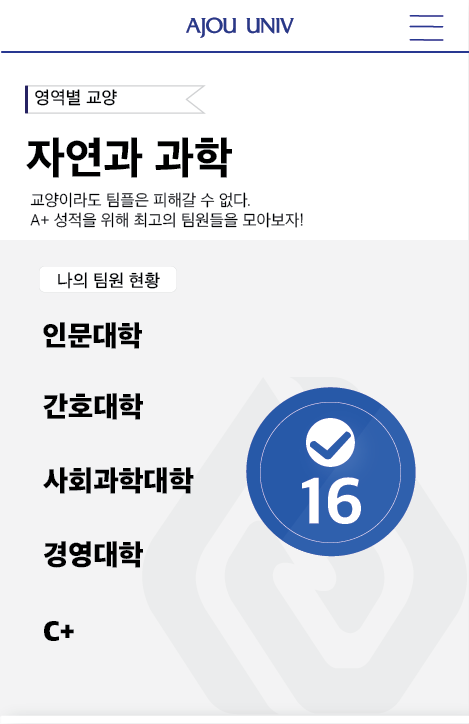 AJOU UNIV
영역별 교양
자연과 과학
교양이라도 팀플은 피해갈 수 없다.
A+ 성적을 위해 최고의 팀원들을 모아보자!
나의 팀원 현황
인문대학
간호대학
사회과학대학
16
경영대학
C+